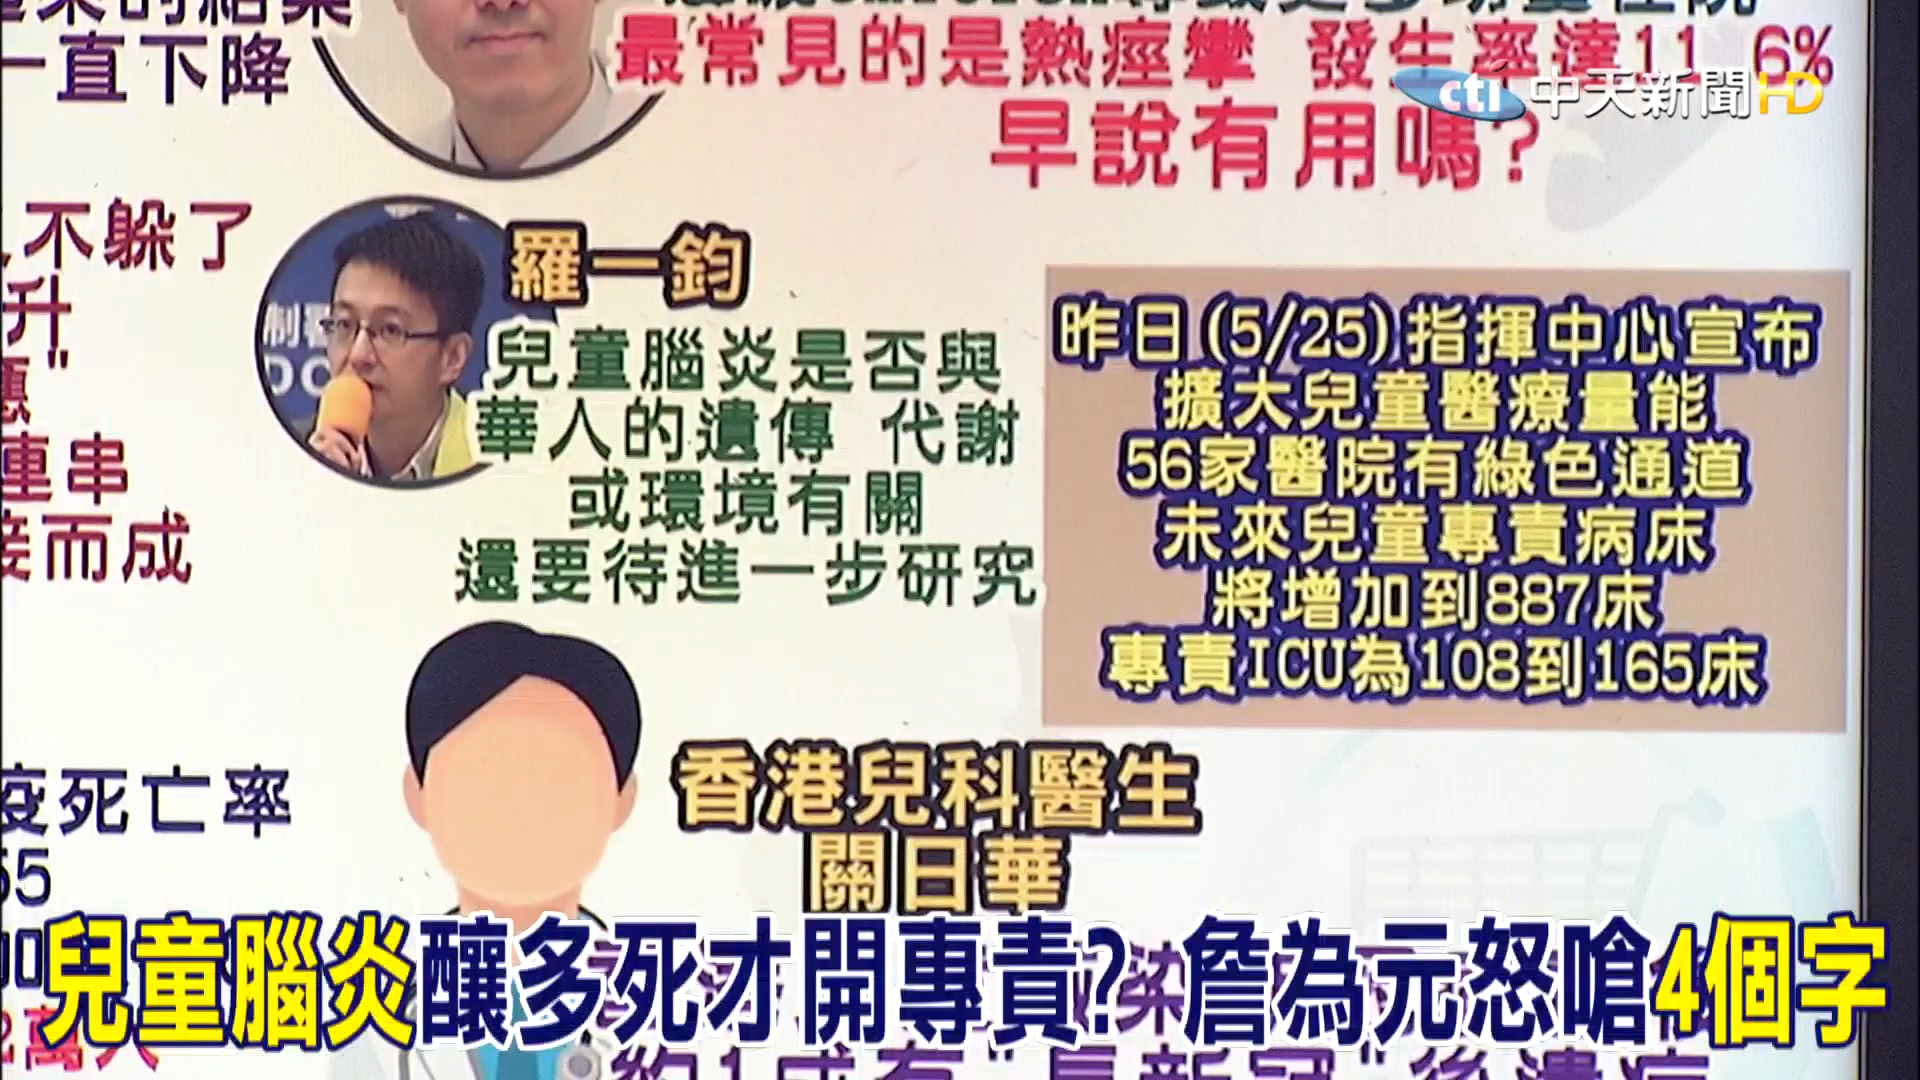 一直下降
最常見的是熱痙攣 發生率達11.6%
早說有用嗎?
cti 中天新聞HD
不躲了
升
應"
連串
接而成
羅一鈞
兒童腦炎是否與
華人的遺傳 代謝
或環境有關
還要待進一步研究
昨日(5/25)指揮中心宣布
擴大兒童醫療量能
56家醫院有綠色通道
未來兒童專責病床
將增加到887床
專責ICU為108到165床
疫死亡率
55
香港兒科醫生
關日華
兒童腦炎釀多死才開專責? 詹為元怒嗆4個字